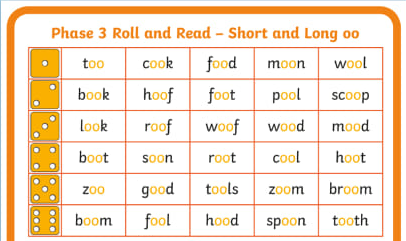 Phase 3 Roll and Read – Short and Long oo
too cook food moon wool
book hoof foot pool scoop
look roof woof wood mood
boot soon root cool hoot
zoo good tools zoom broom
boom fool hood spoon tooth